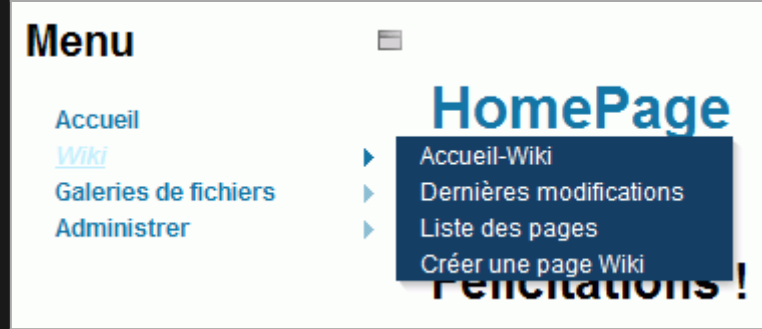 Menu
HomePage
Accueil
Wiki
Accueil-Wiki
Galeries de fichiers
Dernières modifications
Administrer
Liste des pages
Créer une page Wiki
Félicitations !